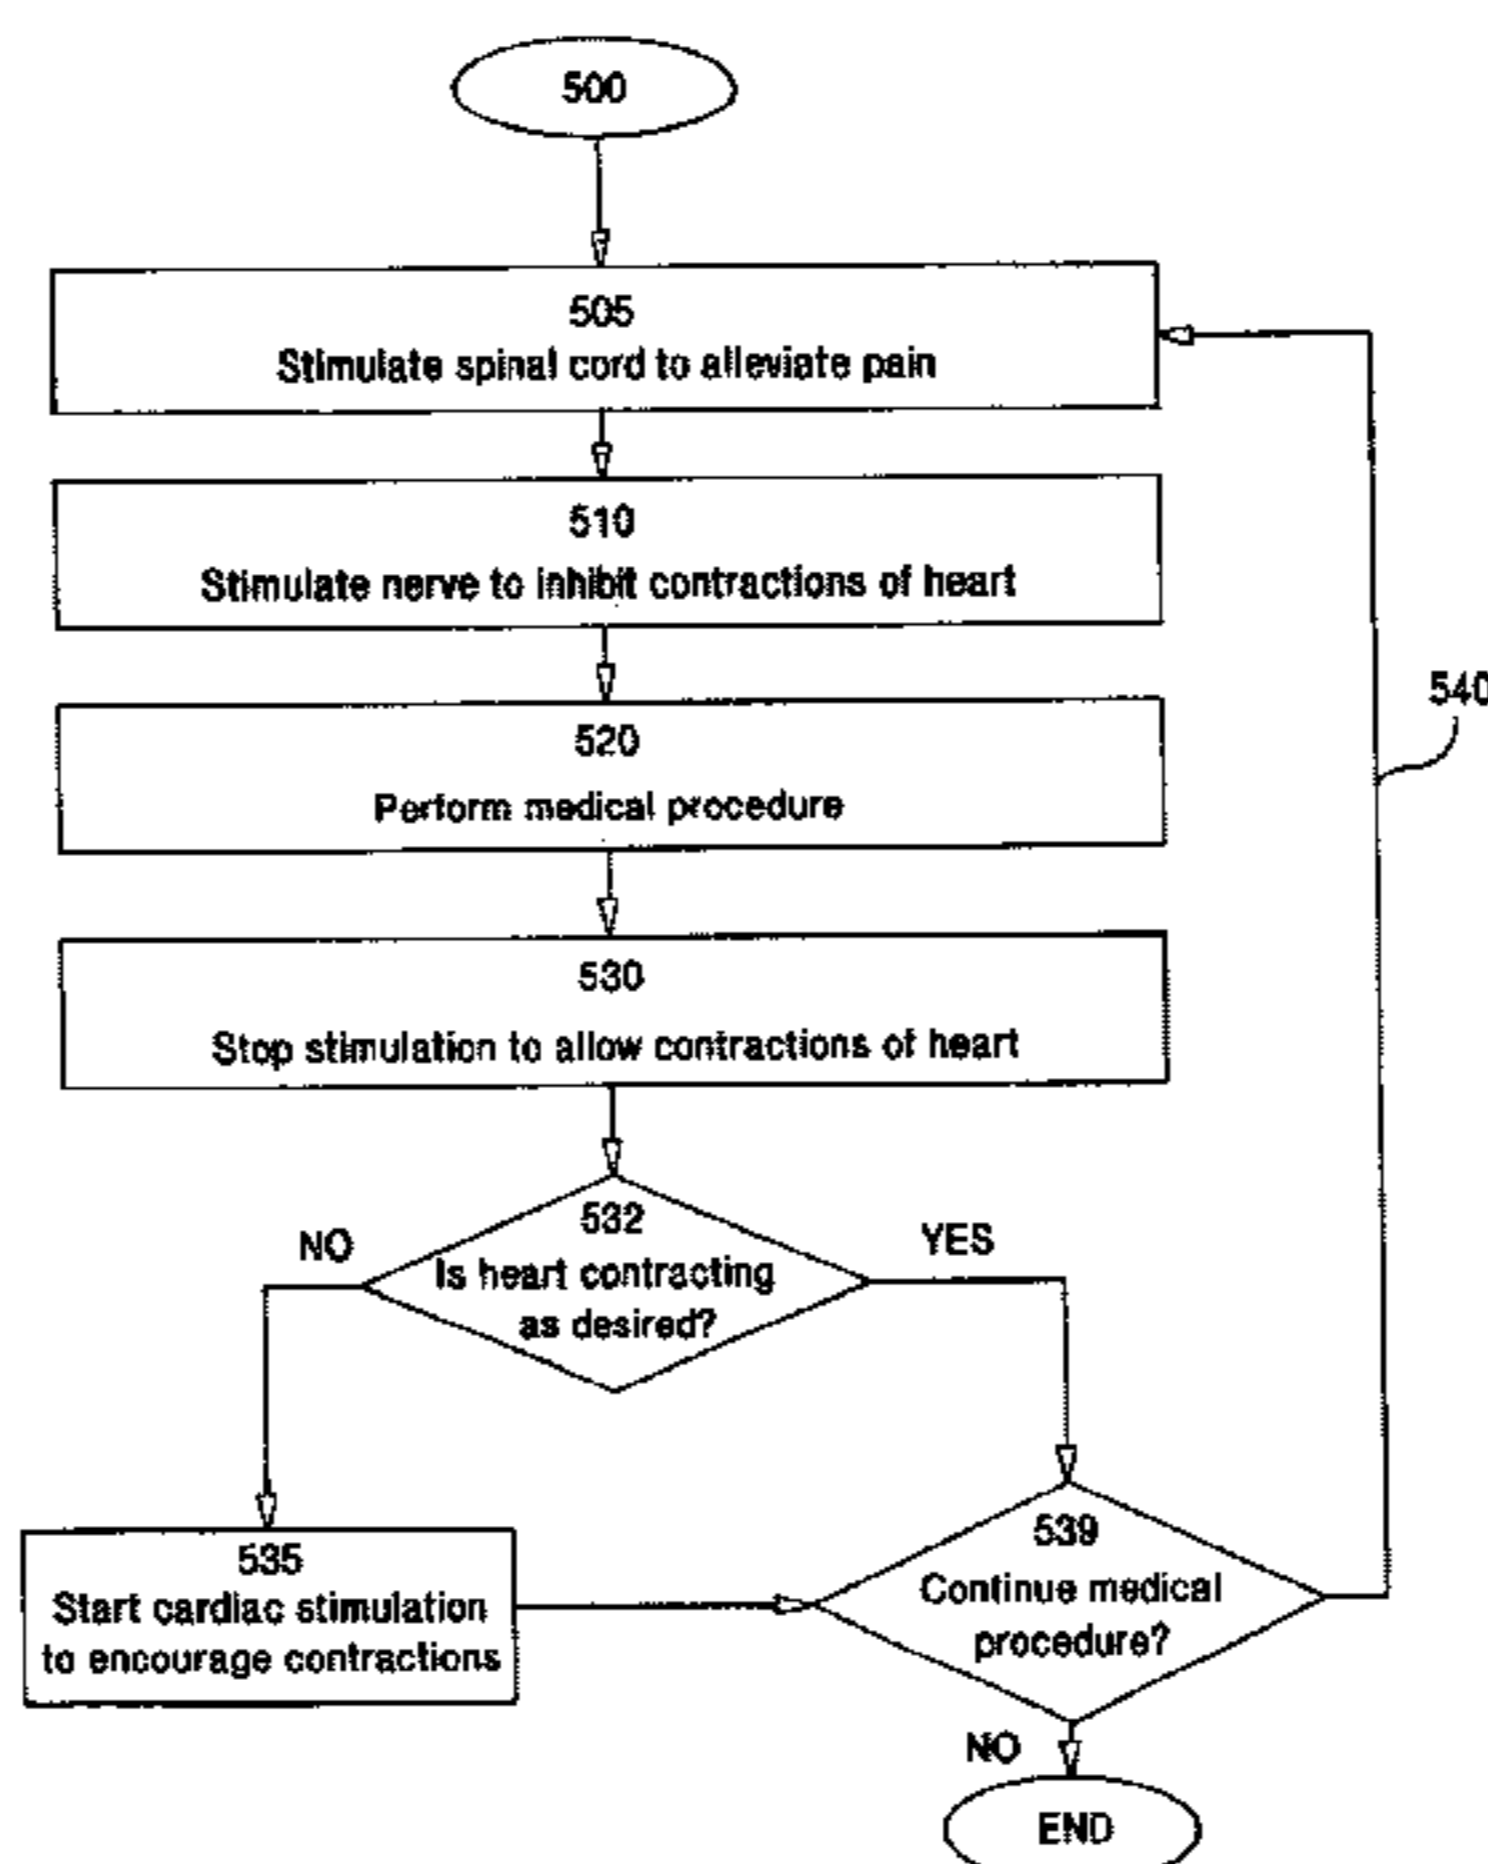 500
505
Stimulate spinal cord to alleviate pain
510
Stimulate nerve to inhibit contractions of heart
540
520
Perform medical procedure
530
Stop stimulation to allow contractions of heart
532
NO
YES
Is heart contracting
as desired?
539
Continue medical
procedure?
535
Start cardiac stimulation
to encourage contractions
NO
END